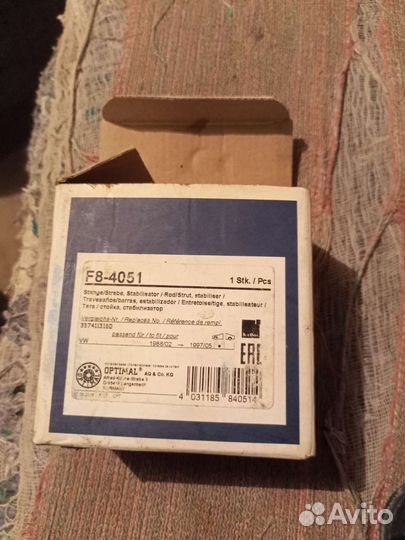 F8-4051
1 Stk. / Pcs
Stange/Strebe, Stabilisator / Rod/Strut, stabiliser /
Travesaños/barras, estabilizador / Entretoise/tige, stabilisateur /
Тяга / стойка, стабилизатор
Vergleichs-Nr. / Replaces No. / Référence de rempl.
passend für / to fit / pour
VW 1988/02 → 1997/05
EAC
OPTIMAL® AG & Co. KG
4 031185 840514
Avito